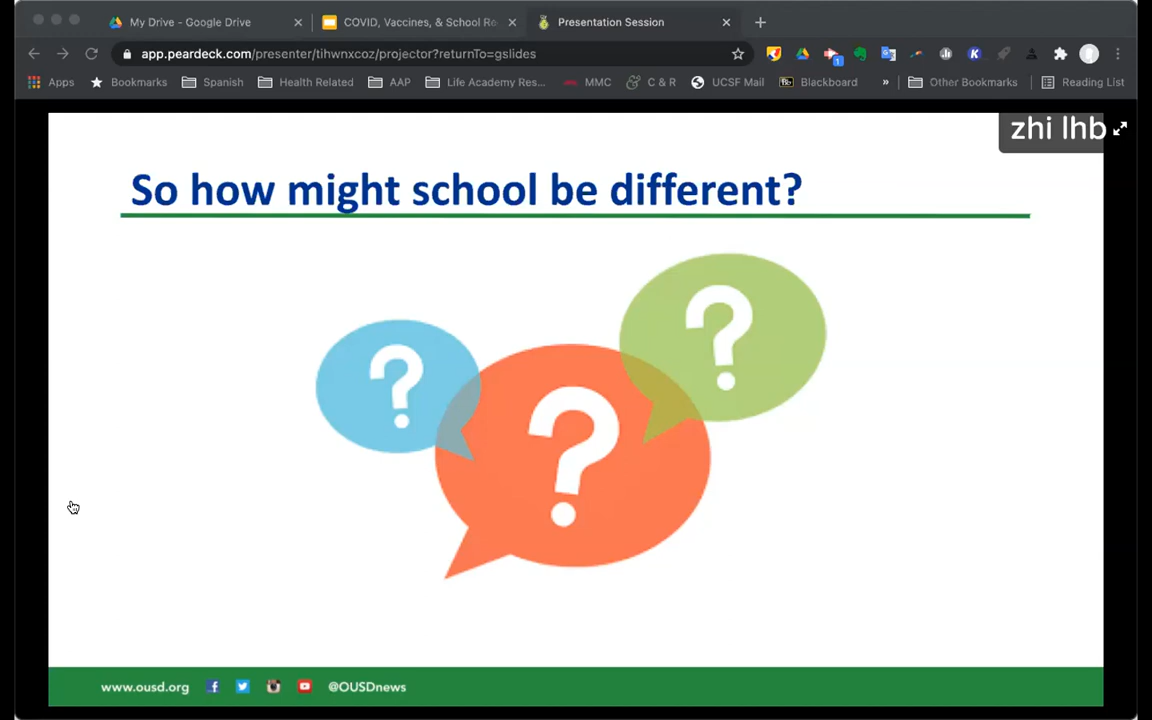 My Drive - Google Drive
COVID, Vaccines, & School Re
Presentation Session
app.peardeck.com/presenter/tihwnxcoz/projector?returnTo=gslides
1
K
Apps
Bookmarks
Spanish
Health Related
AAP
Life Academy Res...
MMC
C & R
UCSF Mail
Bb
Blackboard
»
Other Bookmarks
Reading List
zhi lhb
So how might school be different?
?
?
?
www.ousd.org
@OUSDnews